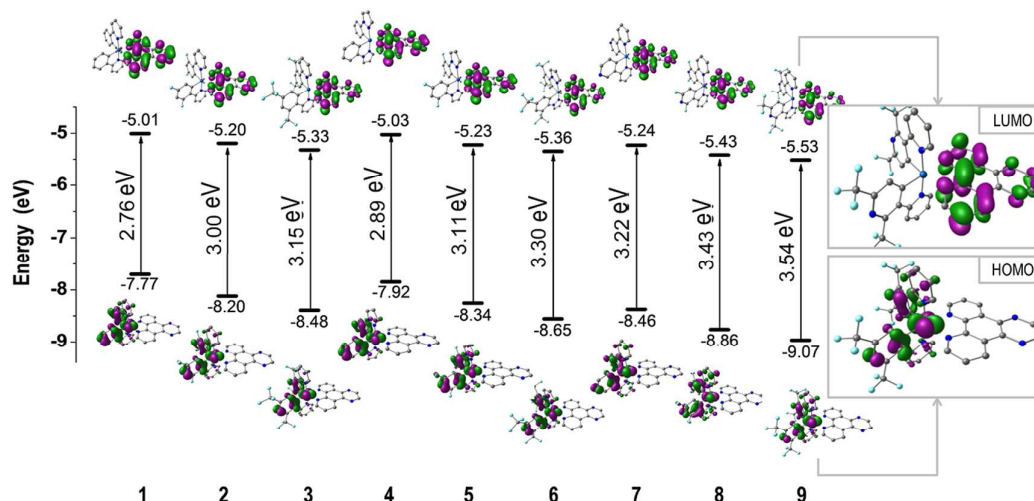 Energy (eV)
-5
-6
-7
-8
-9
-5.01
-5.20
-5.33
-5.03
-5.23
-5.36
-5.24
-5.43
-5.53
2.76 eV
3.00 eV
3.15 eV
2.89 eV
3.11 eV
3.30 eV
3.22 eV
3.43 eV
3.54 eV
-7.77
-8.20
-8.48
-7.92
-8.34
-8.65
-8.46
-8.86
-9.07
LUMO
HOMO
1 2 3 4 5 6 7 8 9